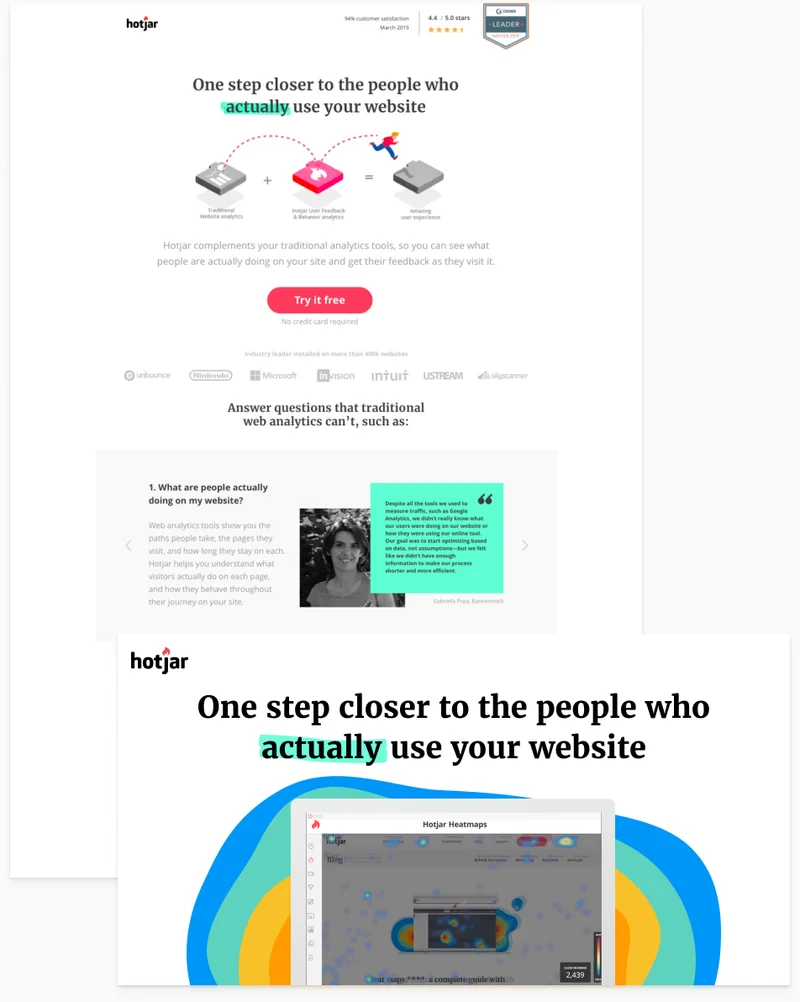 hotjar
94% customer satisfaction
March 2019
4.4 / 5.0 stars
CROWD
LEADER
One step closer to the people who
actually use your website
+
=
Traditional
Website analytics
Hotjar User Feedback
& Behavior analytics
Amazing
user experience
Hotjar complements your traditional analytics tools, so you can see what
people are actually doing on your site and get their feedback as they visit it.
Try it free
No credit card required
Industry leader installed on more than 400k websites
unbounce
Nintendo
Microsoft
invision
intuit
USTREAM
skyscanner
Answer questions that traditional
web analytics can’t, such as:
1. What are people actually
doing on my website?
Web analytics tools show you the
paths people take, the pages they
visit, and how long they stay on each.
Hotjar helps you understand what
visitors actually do on each page,
and how they behave throughout
their journey on your site.
Despite all the tools we used to
measure traffic, such as Google
Analytics, we didn’t really know what
our users were doing on our website or
how they were using our online tool.
Our goal was to start optimizing based
on data, not assumptions—but we felt
like we didn’t have enough
information to make our process
shorter and more efficient.
Gabriella Popa, Bannersnack
hotjar
One step closer to the people who
actually use your website
Hotjar Heatmaps
hotjar
blog
2,439
a complete guide with